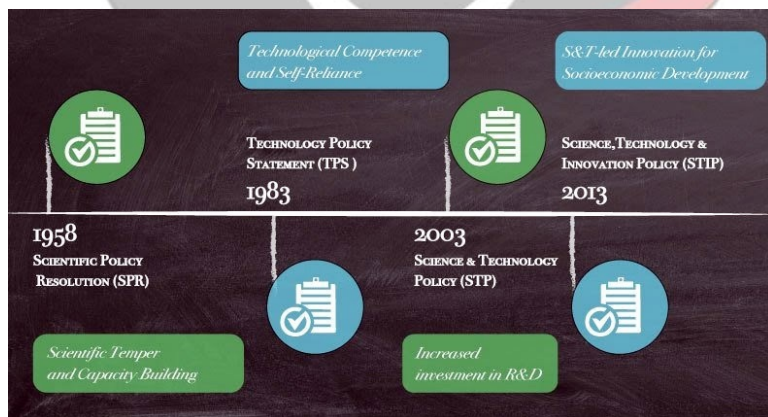 Technological Competence
and Self-Reliance
S&T-led Innovation for
Socioeconomic Development
Technology Policy
Statement (TPS )
1983
Science,Technology &
Innovation Policy (STIP)
2013
1958
Scientific Policy
Resolution (SPR)
2003
Science & Technology
Policy (STP)
Scientific Temper
and Capacity Building
Increased
investment in R&D